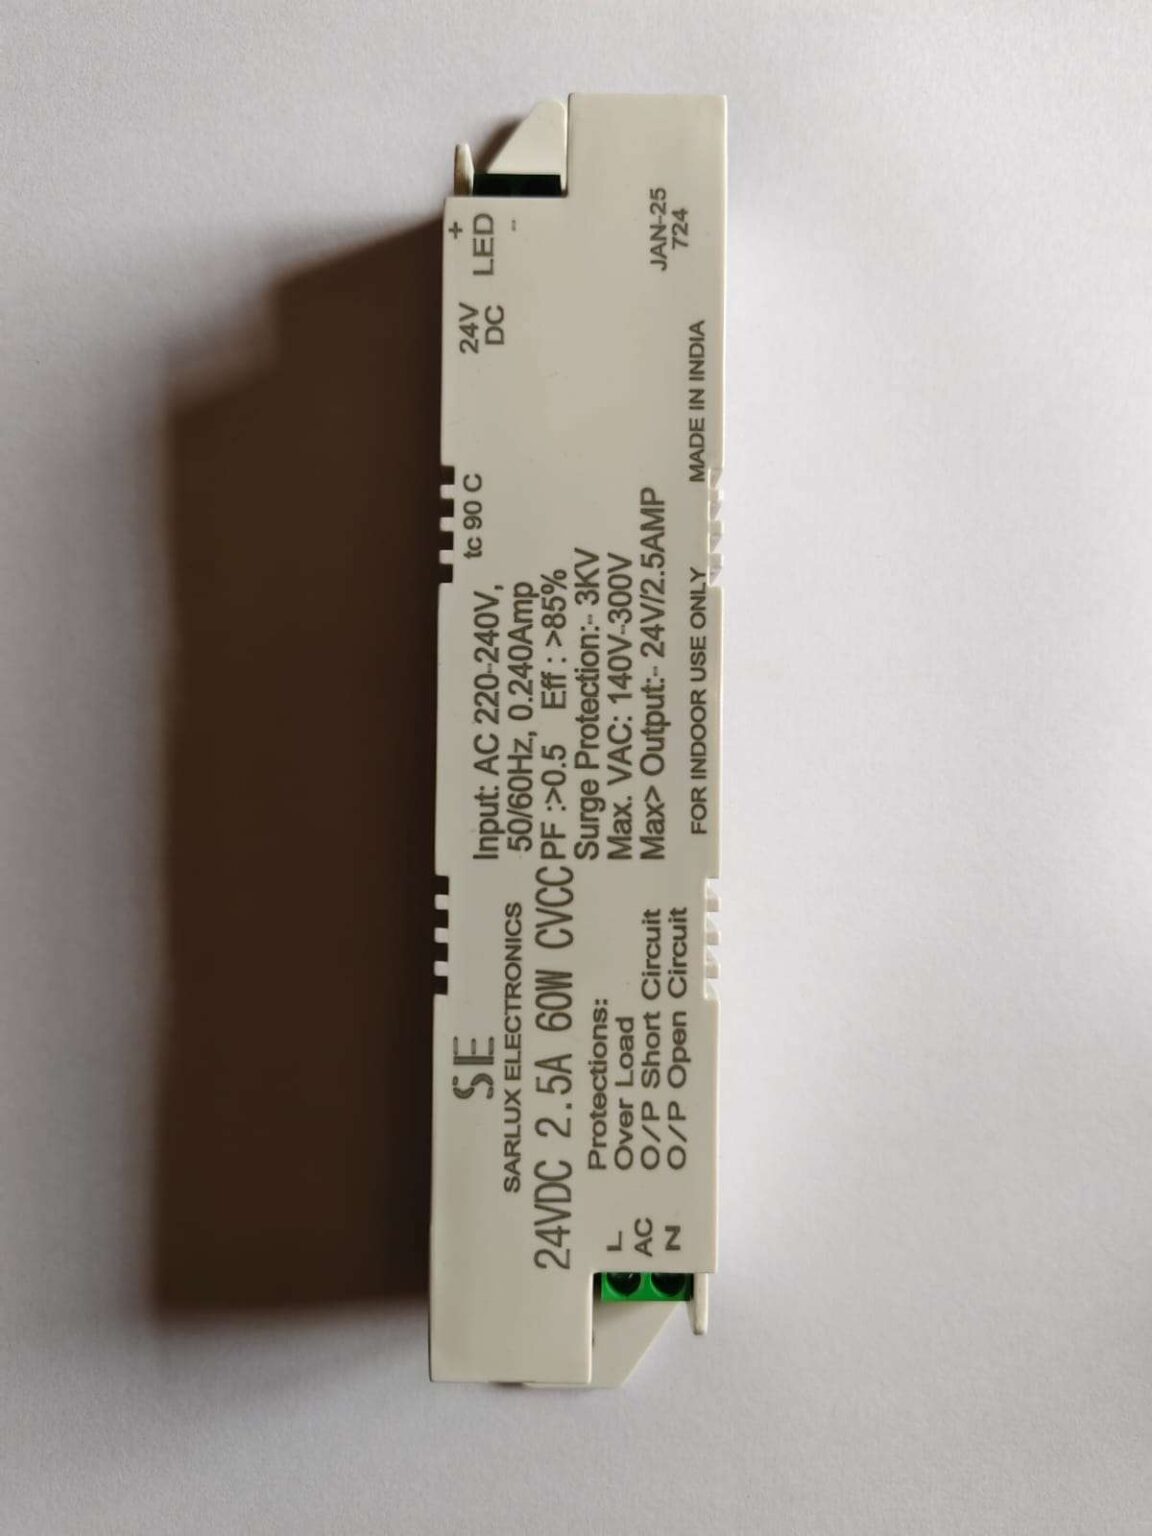 SE
SARLUX ELECTRONICS
24VDC 2.5A 60W CVCC
Protections:
Over Load
O/P Short Circuit
O/P Open Circuit
L
AC
N
Input: AC 220-240V,
50/60Hz, 0.240Amp
PF :>0.5 Eff : >85%
Surge Protection:- 3KV
Max. VAC: 140V-300V
Max> Output:- 24V/2.5AMP
FOR INDOOR USE ONLY
MADE IN INDIA
tc 90 C
24V
DC
+
LED
-
JAN-25
724